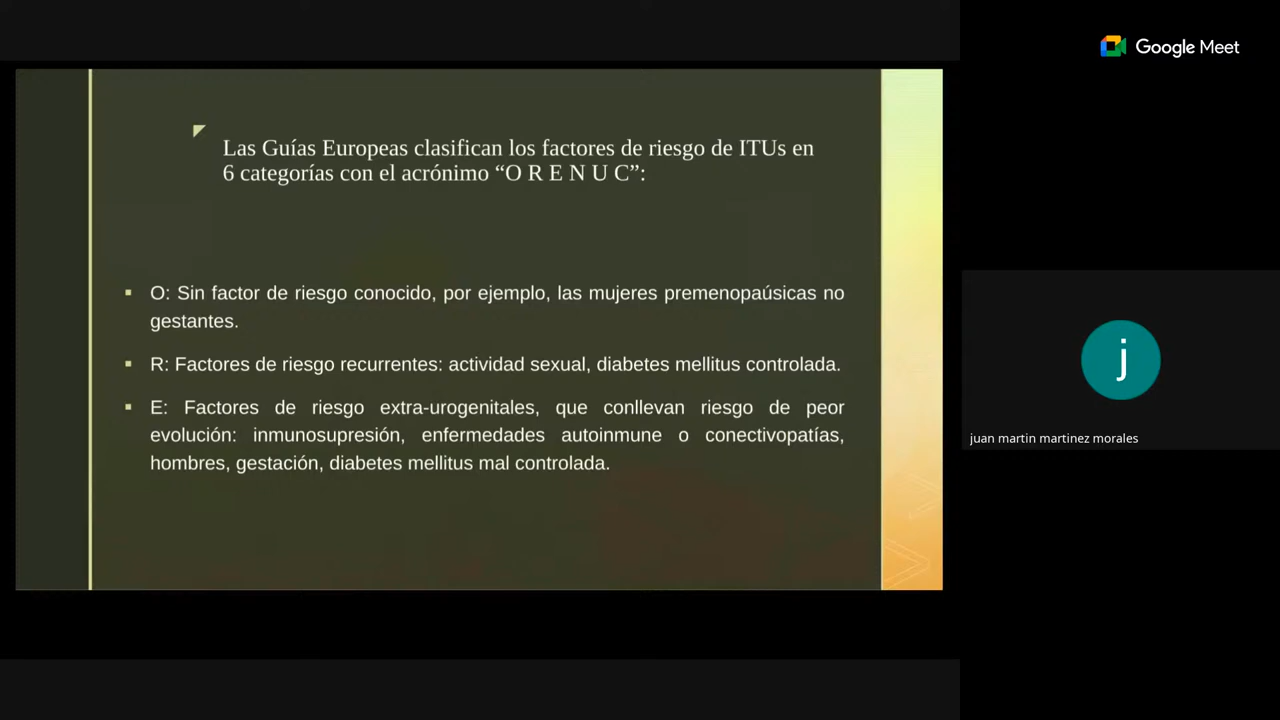 Google Meet
Las Guías Europeas clasifican los factores de riesgo de ITUs en
6 categorías con el acrónimo “O R E N U C”:
▪ O: Sin factor de riesgo conocido, por ejemplo, las mujeres premenopaúsicas no
gestantes.
▪ R: Factores de riesgo recurrentes: actividad sexual, diabetes mellitus controlada.
▪ E: Factores de riesgo extra-urogenitales, que conllevan riesgo de peor
evolución: inmunosupresión, enfermedades autoinmune o conectivopatías,
hombres, gestación, diabetes mellitus mal controlada.
j
juan martin martinez morales